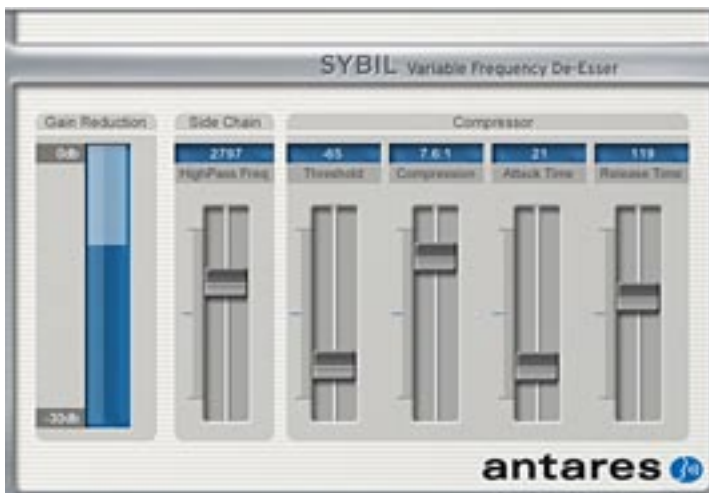 SYBIL Variable Frequency De-Esser
Gain Reduction
Side Chain
Compressor
0db
2797
-65
7.6:1
21
119
HighPass Freq
Threshold
Compression
Attack Time
Release Time
-30db
antares